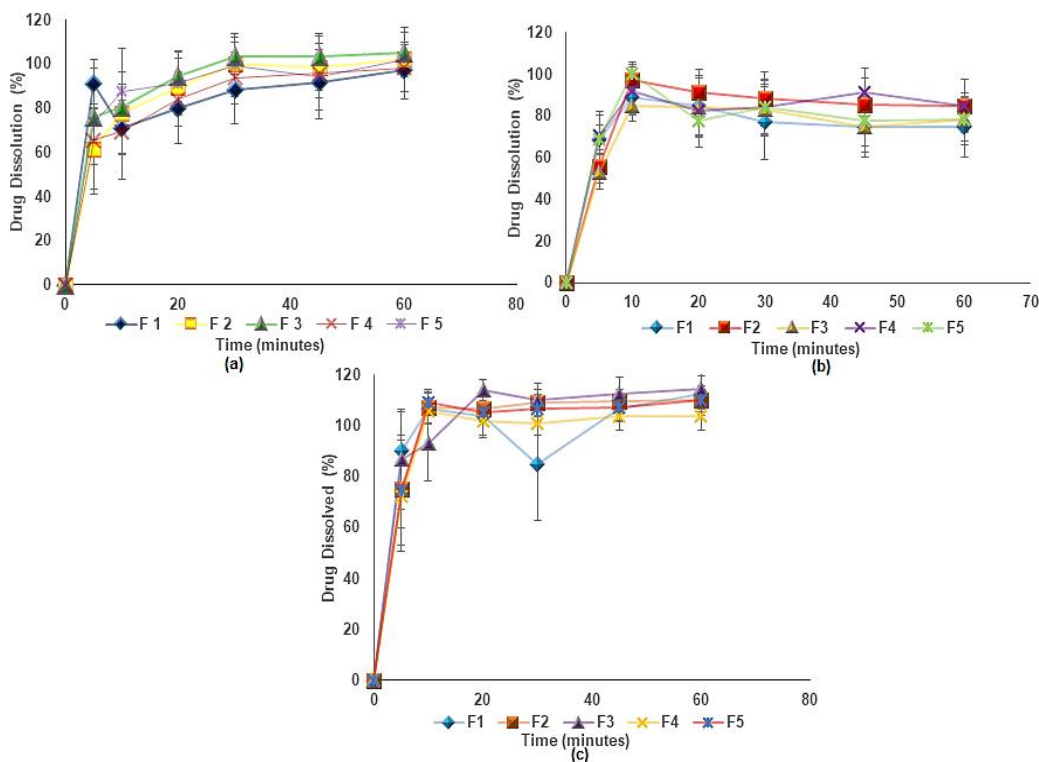 120
100
80
60
40
20
0
Drug Dissolution (%)
0 20 40 60 80
F 1 F 2 F 3 F 4 F 5
Time (minutes)
(a)
120
100
80
60
40
20
0
Drug Dissolution (%)
0 10 20 30 40 50 60 70
F1 F2 F3 F4 F5
Time (minutes)
(b)
120
100
80
60
40
20
0
Drug Dissolved (%)
0 20 40 60 80
F1 F2 F3 F4 F5
Time (minutes)
(c)